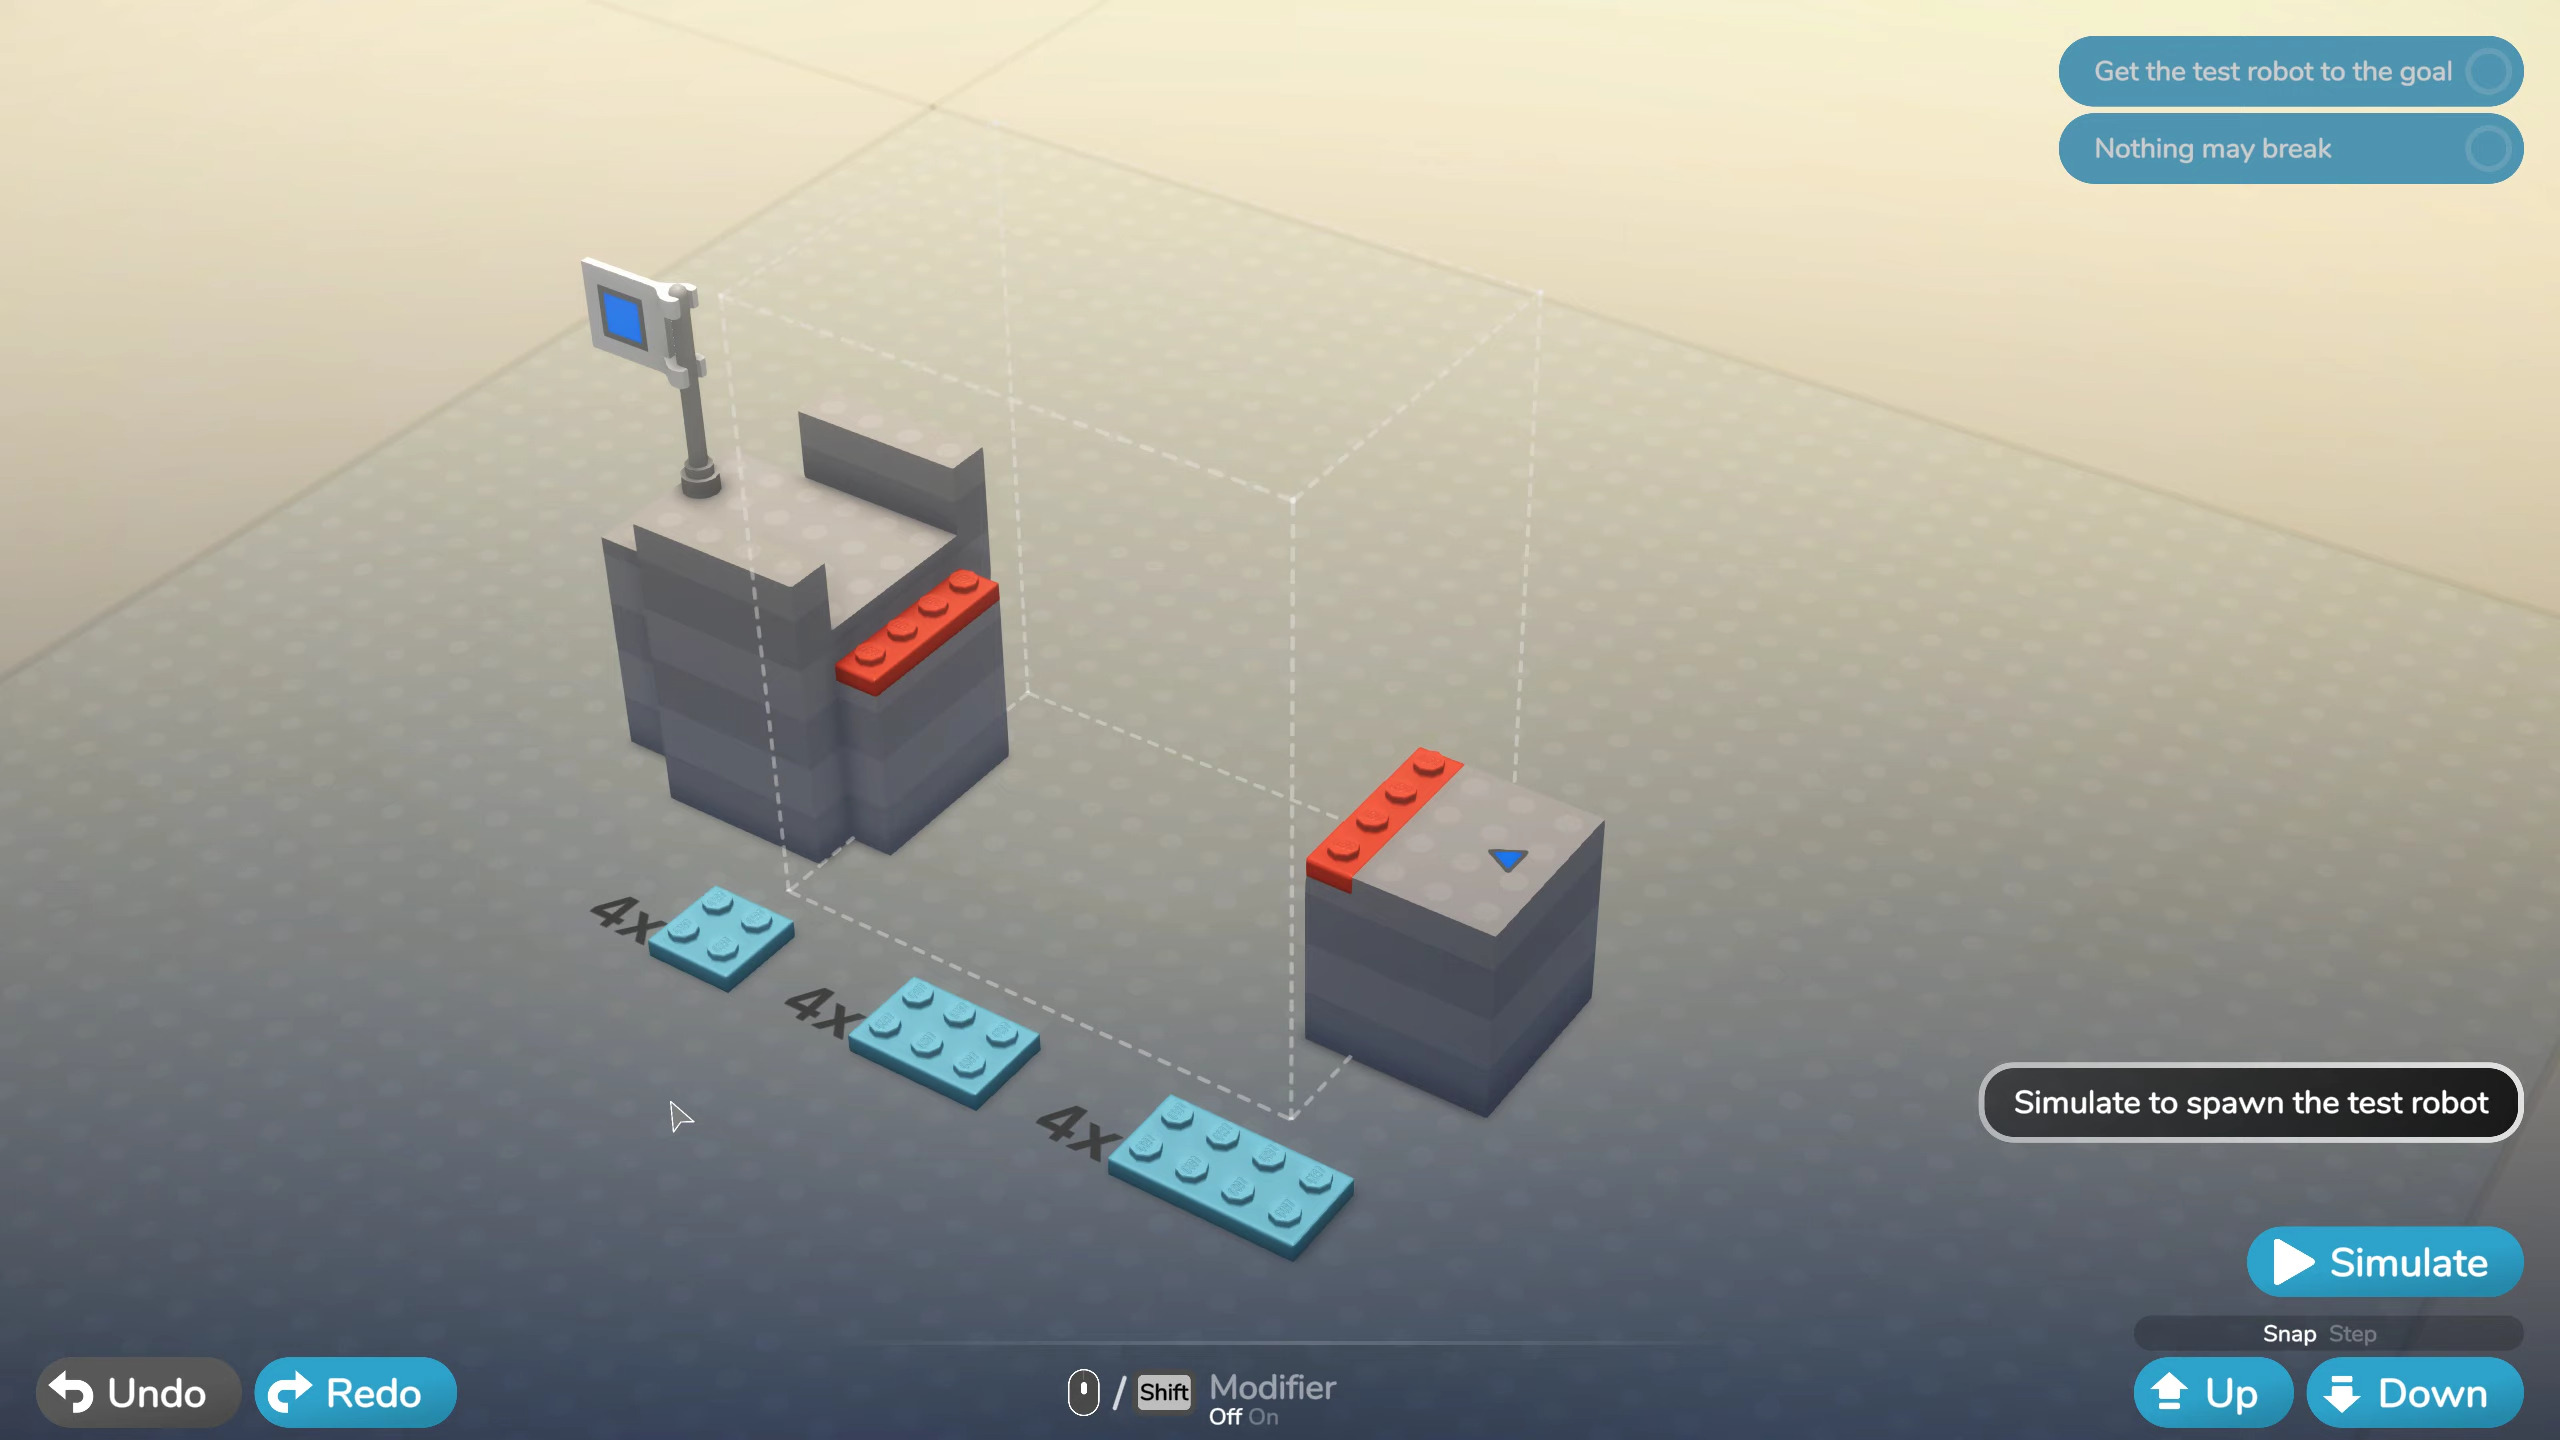 Get the test robot to the goal
Nothing may break
4x
4x
4x
Simulate to spawn the test robot
Simulate
Snap Step
Undo
Redo
/ Shift Modifier
Off On
Up
Down